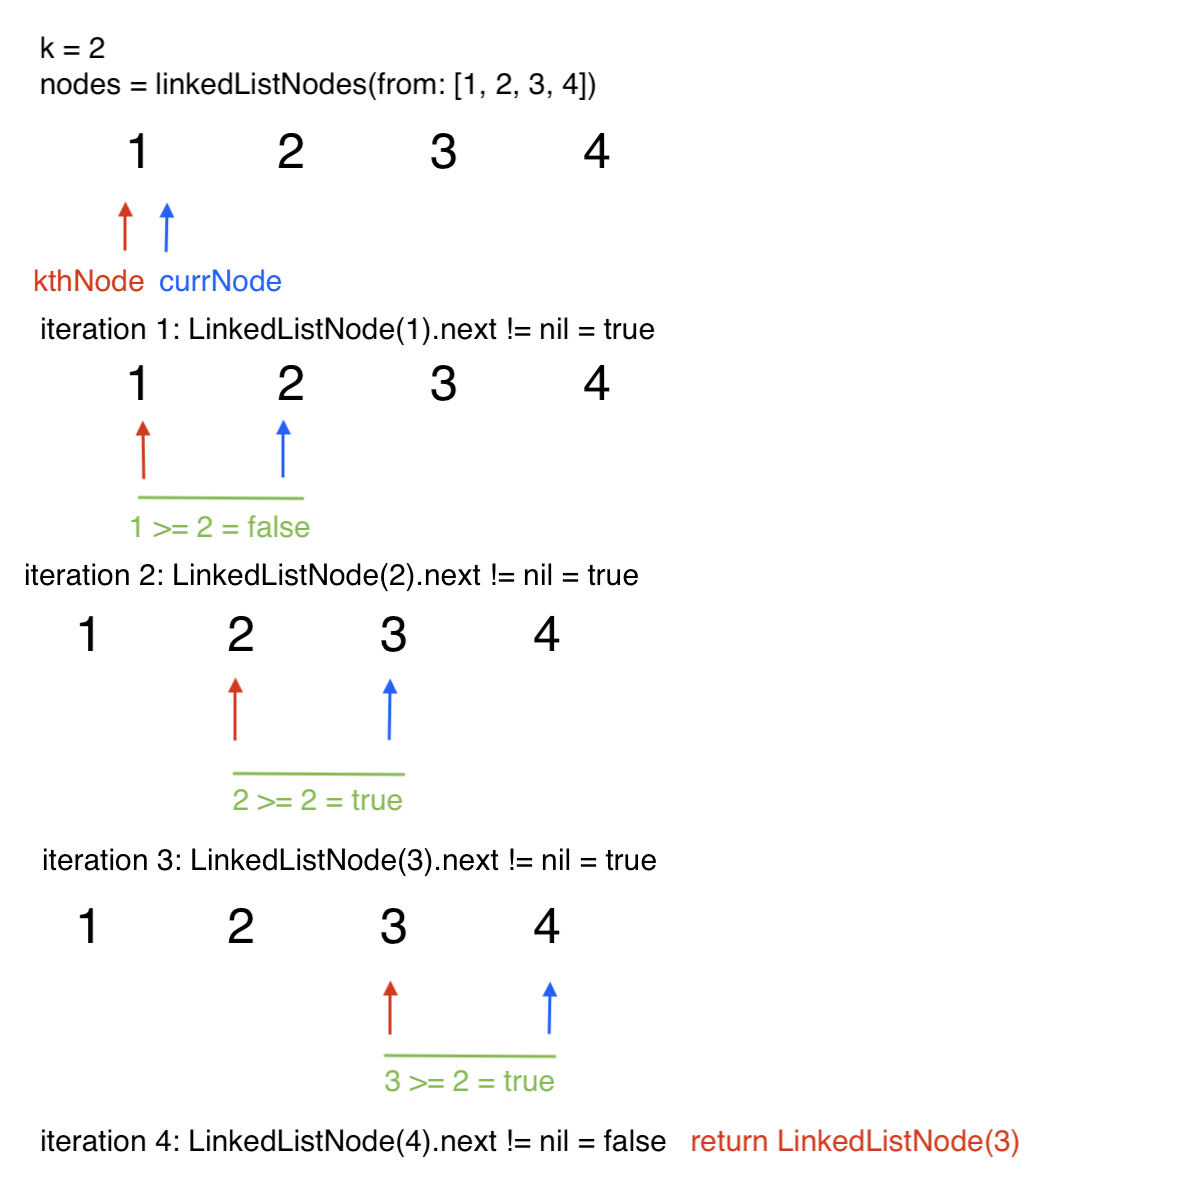 k = 2
nodes = linkedListNodes(from: [1, 2, 3, 4])
1 2 3 4
kthNode currNode
iteration 1: LinkedListNode(1).next != nil = true
1 2 3 4
1 >= 2 = false
iteration 2: LinkedListNode(2).next != nil = true
1 2 3 4
2 >= 2 = true
iteration 3: LinkedListNode(3).next != nil = true
1 2 3 4
3 >= 2 = true
iteration 4: LinkedListNode(4).next != nil = false return LinkedListNode(3)